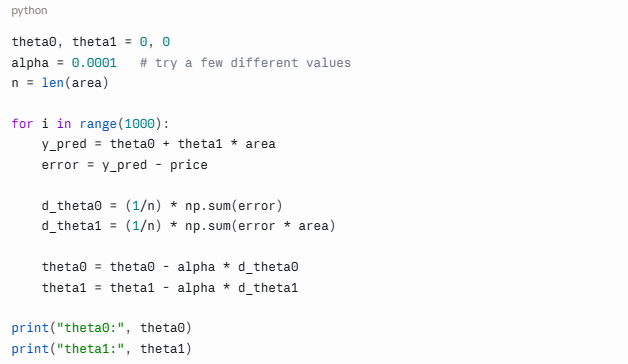 python
theta0, theta1 = 0, 0
alpha = 0.0001   # try a few different values
n = len(area)
for i in range(1000):
    y_pred = theta0 + theta1 * area
    error = y_pred - price
    d_theta0 = (1/n) * np.sum(error)
    d_theta1 = (1/n) * np.sum(error * area)
    theta0 = theta0 - alpha * d_theta0
    theta1 = theta1 - alpha * d_theta1
print("theta0:", theta0)
print("theta1:", theta1)